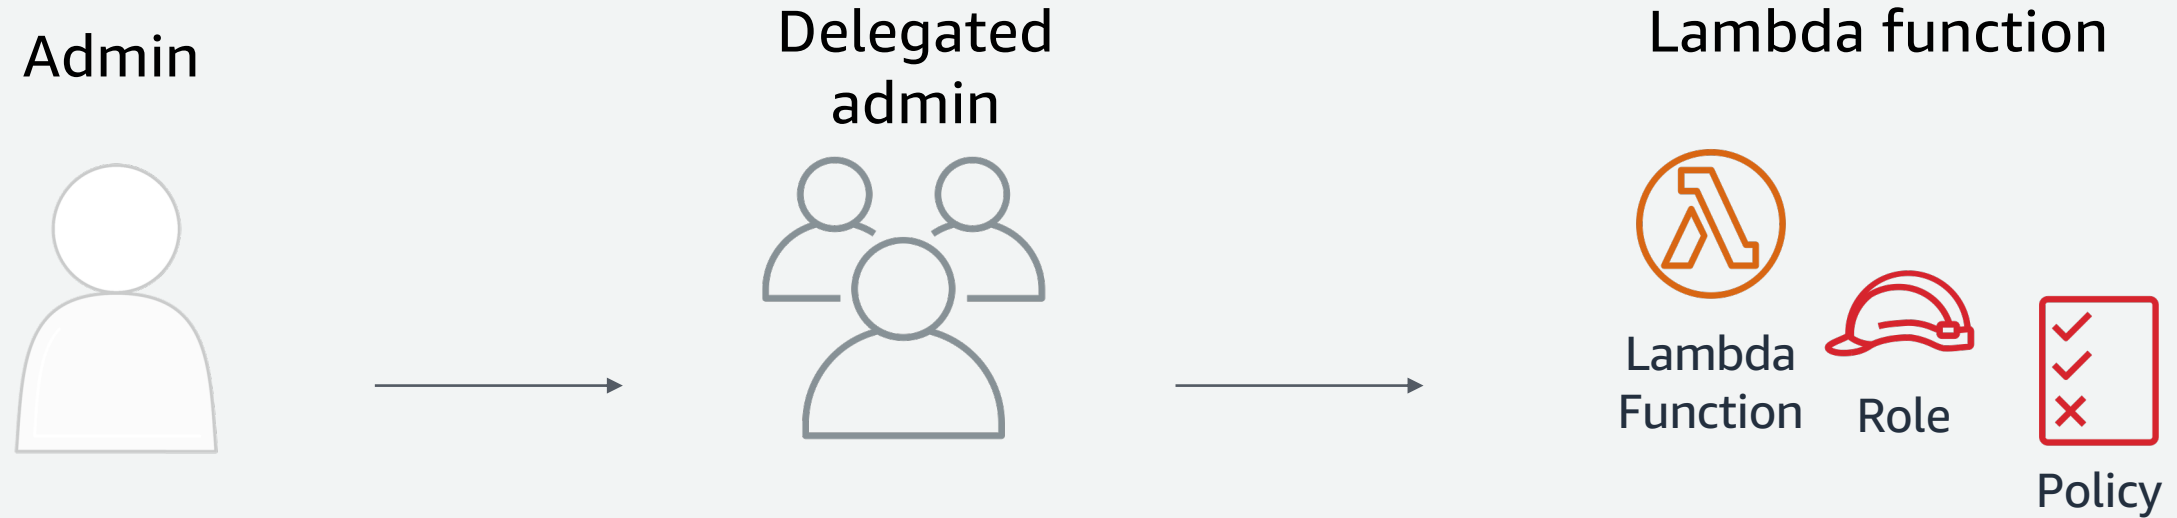 Admin
Delegated
admin
Lambda function
Lambda
Function
Role
Policy